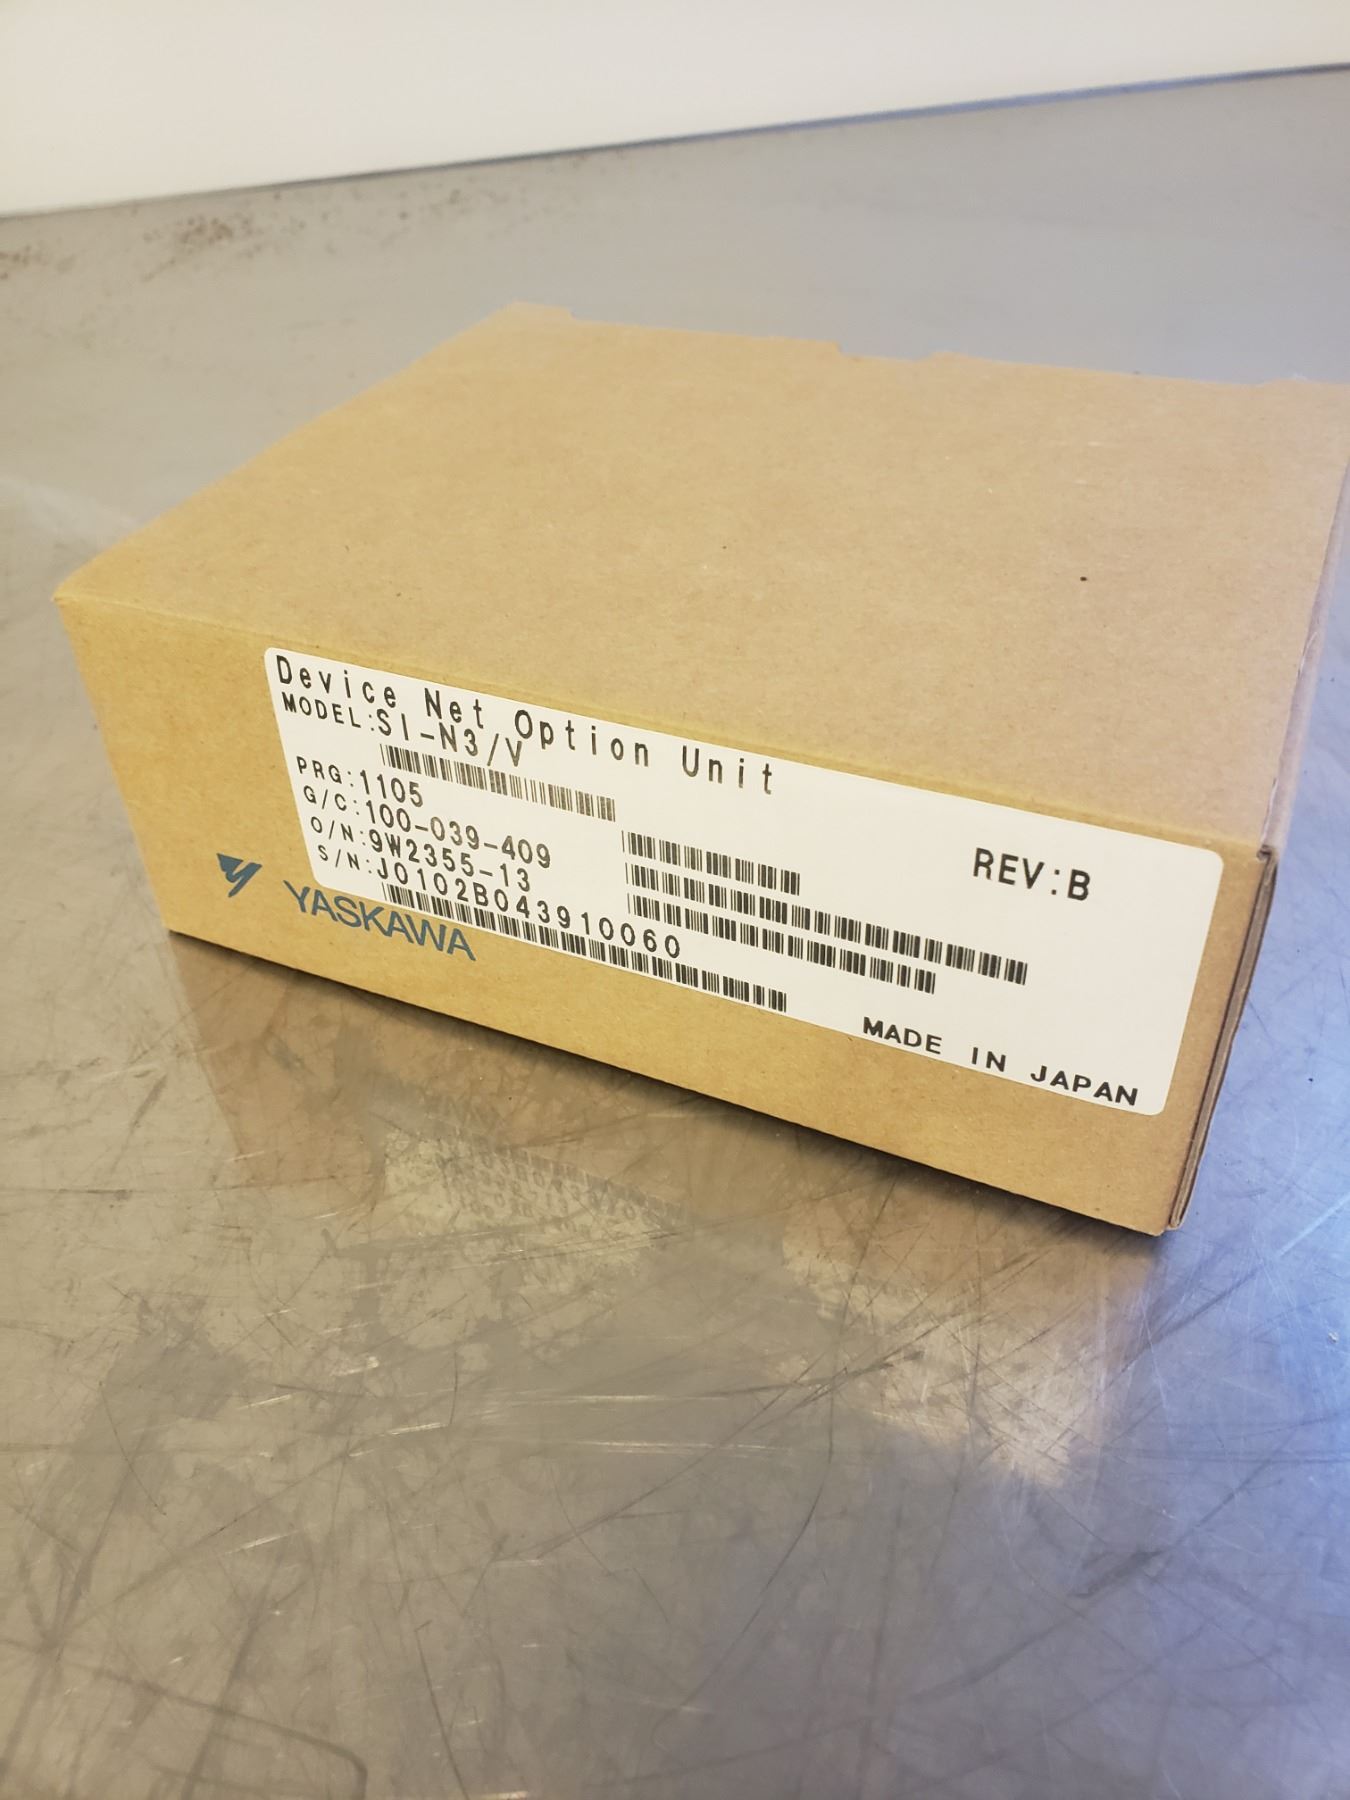 Device Net Option Unit
MODEL:SI-N3/V
PRG:1105
G/C:100-039-409
O/N:9W2355-13
S/N:J0102B043910060
REV:B
MADE IN JAPAN
YASKAWA